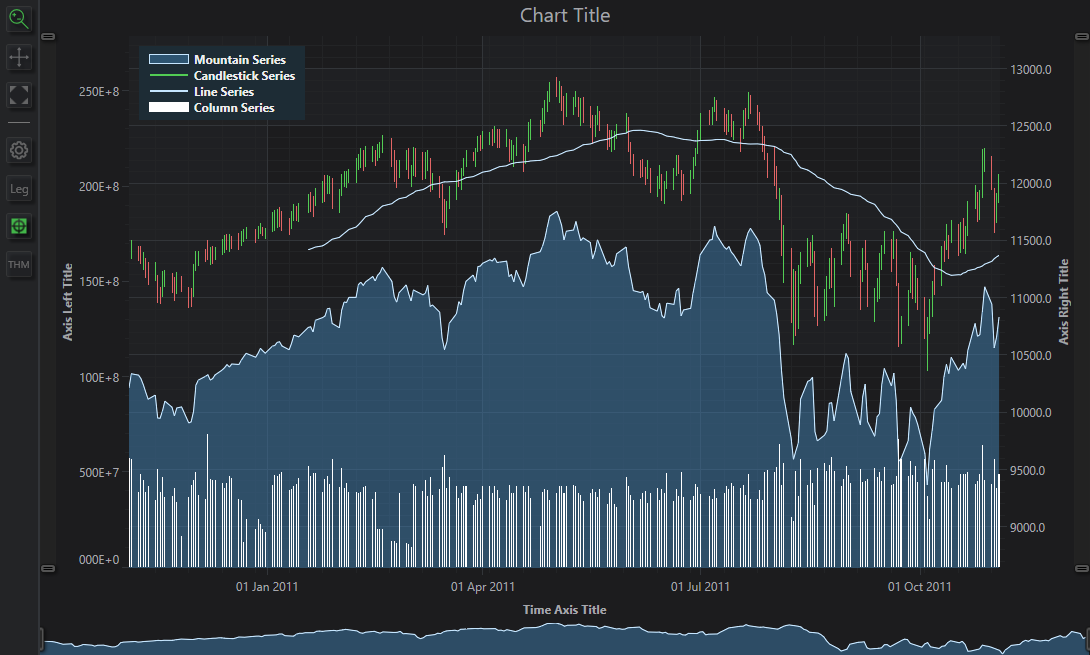 Chart Title
Mountain Series
Candlestick Series
Line Series
Column Series
Leg
THM
250E+8
200E+8
150E+8
100E+8
500E+7
000E+0
Axis Left Title
13000.0
12500.0
12000.0
11500.0
11000.0
10500.0
10000.0
9500.0
9000.0
Axis Right Title
01 Jan 2011
01 Apr 2011
01 Jul 2011
01 Oct 2011
Time Axis Title